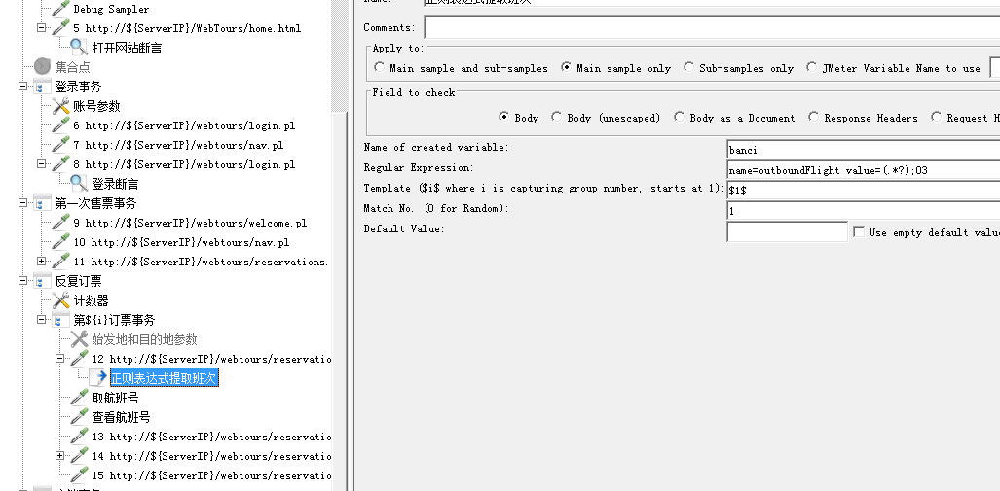 Debug Sampler
5 http://${ServerIP}/WebTours/home.html
打开网站断言
集合点
登录事务
账号参数
6 http://${ServerIP}/webtours/login.pl
7 http://${ServerIP}/webtours/nav.pl
8 http://${ServerIP}/webtours/login.pl
登录断言
第一次售票事务
9 http://${ServerIP}/webtours/welcome.pl
10 http://${ServerIP}/webtours/nav.pl
11 http://${ServerIP}/webtours/reservations.
反复订票
计数器
第${i}订票事务
始发地和目的地参数
12 http://${ServerIP}/webtours/reservatio
正则表达式提取班次
取航班号
查看航班号
13 http://${ServerIP}/webtours/reservatio
14 http://${ServerIP}/webtours/reservatio
15 http://${ServerIP}/webtours/reservatio
Name: 正则表达式提取班次
Comments:
Apply to:
Main sample and sub-samples Main sample only Sub-samples only JMeter Variable Name to use
Field to check
Body Body (unescaped) Body as a Document Response Headers Request H
Name of created variable: banci
Regular Expression: name=outboundFlight value=(.*?);03
Template ($i$ where i is capturing group number, starts at 1): $1$
Match No. (0 for Random): 1
Default Value: Use empty default valu